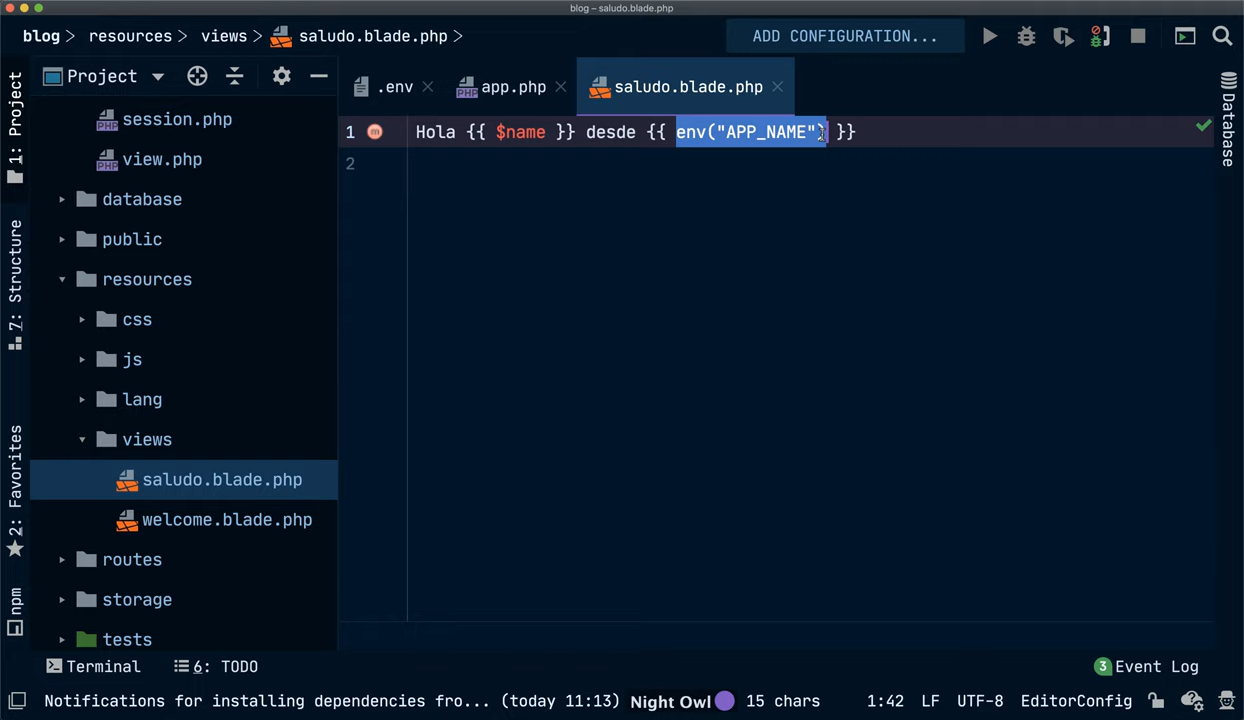 blog – saludo.blade.php
blog > resources > views > saludo.blade.php >
ADD CONFIGURATION...
1: Project
7: Structure
2: Favorites
npm
Project
session.php
view.php
database
public
resources
css
js
lang
views
saludo.blade.php
welcome.blade.php
routes
storage
tests
.env
app.php
saludo.blade.php
1 Hola {{ $name }} desde {{ env("APP_NAME") }}
2
Database
Terminal
6: TODO
3 Event Log
Notifications for installing dependencies fro... (today 11:13)
Night Owl
15 chars
1:42
LF
UTF-8
EditorConfig